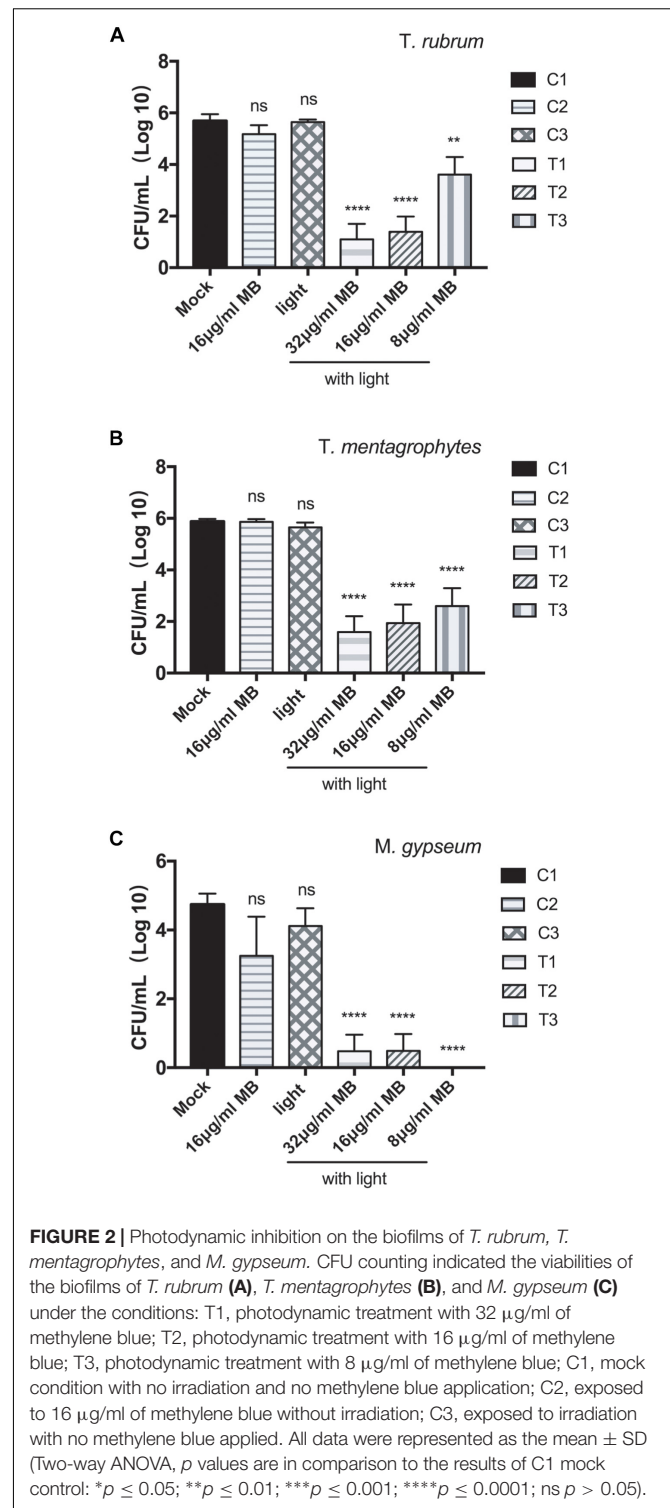 A
T. rubrum
CFU/mL (Log 10)
8
6
4
2
0
ns
ns
****
****
**
Mock
16µg/ml MB
light
32µg/ml MB
16µg/ml MB
8µg/ml MB
with light
C1
C2
C3
T1
T2
T3
B
T. mentagrophytes
CFU/mL (Log 10)
8
6
4
2
0
ns
ns
****
****
****
Mock
16µg/ml MB
light
32µg/ml MB
16µg/ml MB
8µg/ml MB
with light
C1
C2
C3
T1
T2
T3
C
M. gypseum
CFU/mL (Log 10)
6
4
2
0
ns
ns
****
****
****
Mock
16µg/ml MB
light
32µg/ml MB
16µg/ml MB
8µg/ml MB
with light
C1
C2
C3
T1
T2
T3
FIGURE 2 | Photodynamic inhibition on the biofilms of T. rubrum, T.
mentagrophytes, and M. gypseum. CFU counting indicated the viabilities of
the biofilms of T. rubrum (A), T. mentagrophytes (B), and M. gypseum (C)
under the conditions: T1, photodynamic treatment with 32 µg/ml of
methylene blue; T2, photodynamic treatment with 16 µg/ml of methylene
blue; T3, photodynamic treatment with 8 µg/ml of methylene blue; C1, mock
condition with no irradiation and no methylene blue application; C2, exposed
to 16 µg/ml of methylene blue without irradiation; C3, exposed to irradiation
with no methylene blue applied. All data were represented as the mean ± SD
(Two-way ANOVA, p values are in comparison to the results of C1 mock
control: *p ≤ 0.05; **p ≤ 0.01; ***p ≤ 0.001; ****p ≤ 0.0001; ns p > 0.05).